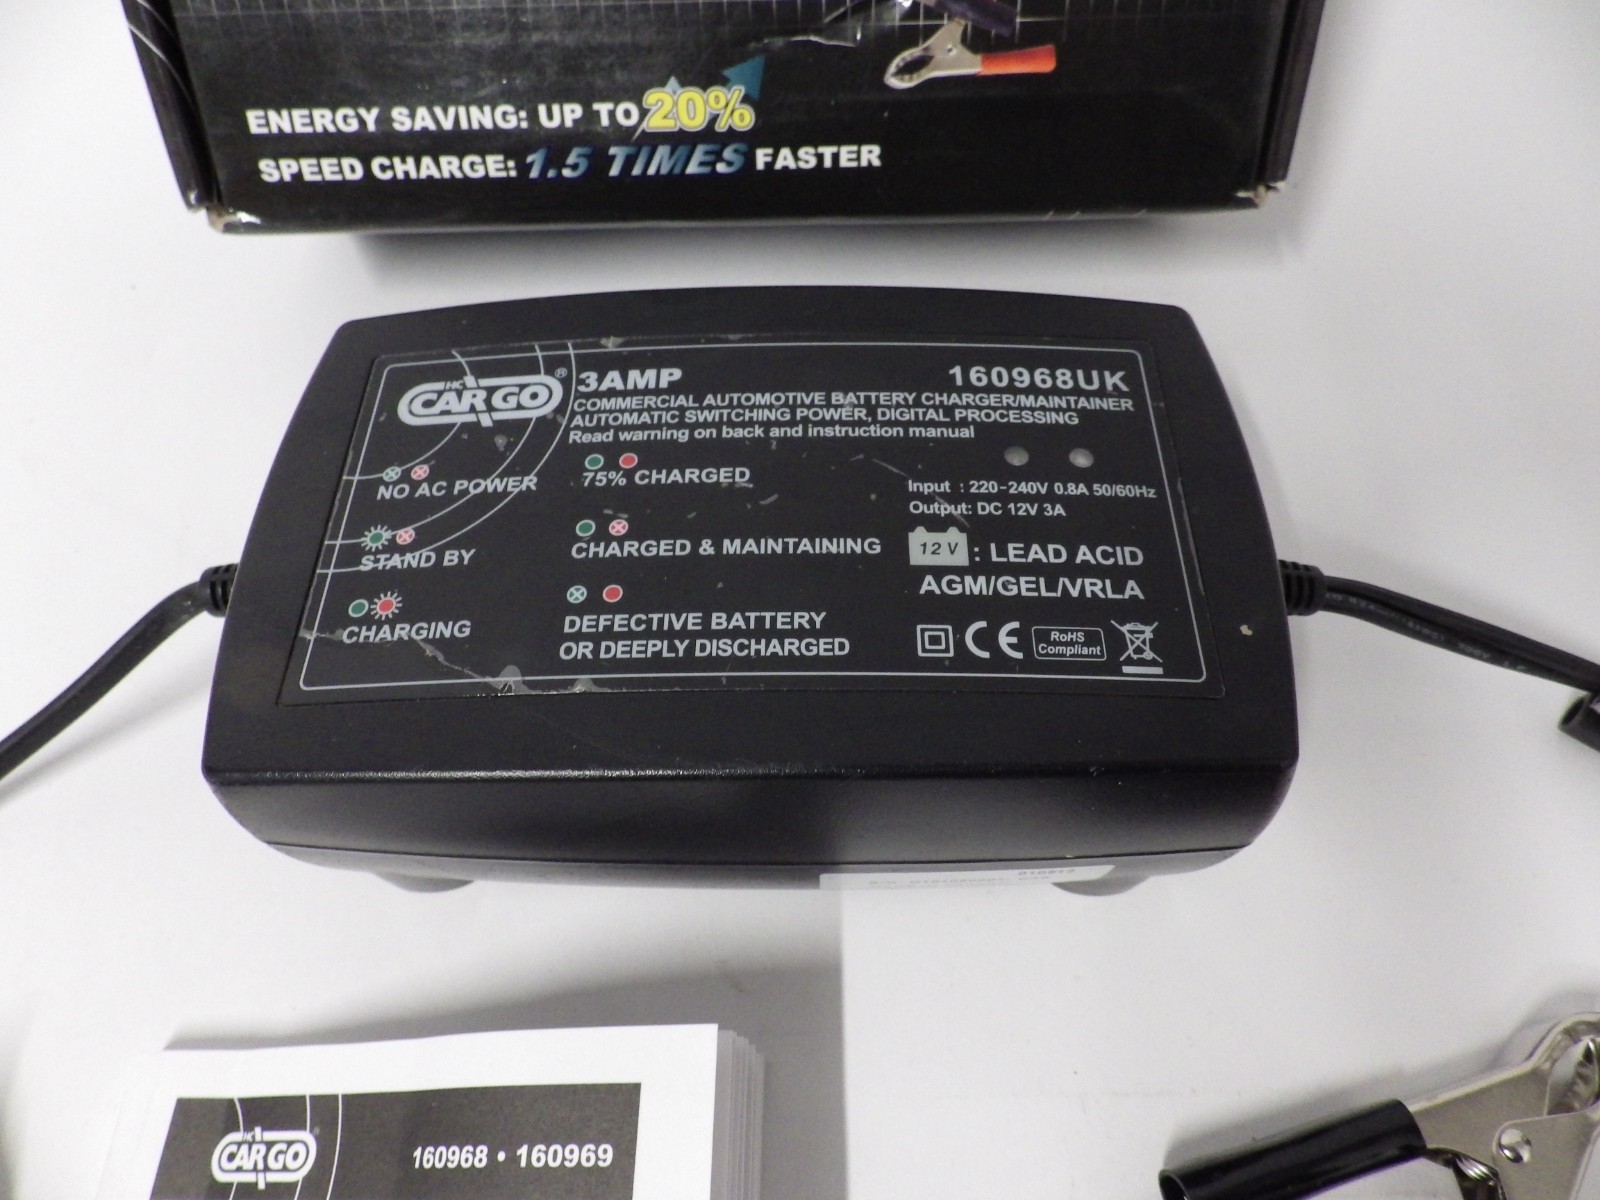 ENERGY SAVING: UP TO 20%
SPEED CHARGE: 1.5 TIMES FASTER
HC CARGO ®
3AMP
160968UK
COMMERCIAL AUTOMOTIVE BATTERY CHARGER/MAINTAINER
AUTOMATIC SWITCHING POWER, DIGITAL PROCESSING
Read warning on back and instruction manual
NO AC POWER
STAND BY
CHARGING
75% CHARGED
CHARGED & MAINTAINING
DEFECTIVE BATTERY
OR DEEPLY DISCHARGED
Input : 220-240V 0.8A 50/60Hz
Output: DC 12V 3A
12 V : LEAD ACID
AGM/GEL/VRLA
CE RoHS
Compliant
HC CARGO
160968 • 160969